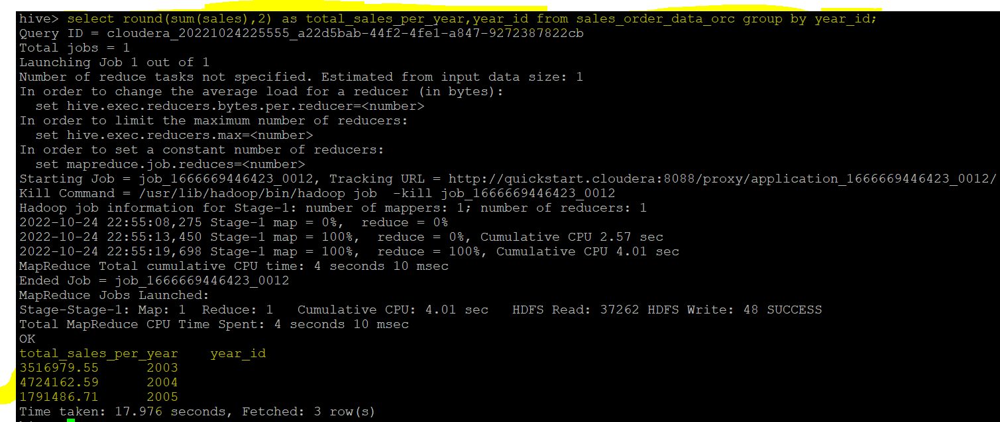 hive> select round(sum(sales),2) as total_sales_per_year,year_id from sales_order_data_orc group by year_id;
Query ID = cloudera_20221024225555_a22d5bab-44f2-4fe1-a847-9272387822cb
Total jobs = 1
Launching Job 1 out of 1
Number of reduce tasks not specified. Estimated from input data size: 1
In order to change the average load for a reducer (in bytes):
  set hive.exec.reducers.bytes.per.reducer=<number>
In order to limit the maximum number of reducers:
  set hive.exec.reducers.max=<number>
In order to set a constant number of reducers:
  set mapreduce.job.reduces=<number>
Starting Job = job_1666669446423_0012, Tracking URL = http://quickstart.cloudera:8088/proxy/application_1666669446423_0012/
Kill Command = /usr/lib/hadoop/bin/hadoop job  -kill job_1666669446423_0012
Hadoop job information for Stage-1: number of mappers: 1; number of reducers: 1
2022-10-24 22:55:08,275 Stage-1 map = 0%,  reduce = 0%
2022-10-24 22:55:13,450 Stage-1 map = 100%,  reduce = 0%, Cumulative CPU 2.57 sec
2022-10-24 22:55:19,698 Stage-1 map = 100%,  reduce = 100%, Cumulative CPU 4.01 sec
MapReduce Total cumulative CPU time: 4 seconds 10 msec
Ended Job = job_1666669446423_0012
MapReduce Jobs Launched:
Stage-Stage-1: Map: 1  Reduce: 1   Cumulative CPU: 4.01 sec   HDFS Read: 37262 HDFS Write: 48 SUCCESS
Total MapReduce CPU Time Spent: 4 seconds 10 msec
OK
total_sales_per_year    year_id
3516979.55      2003
4724162.59      2004
1791486.71      2005
Time taken: 17.976 seconds, Fetched: 3 row(s)